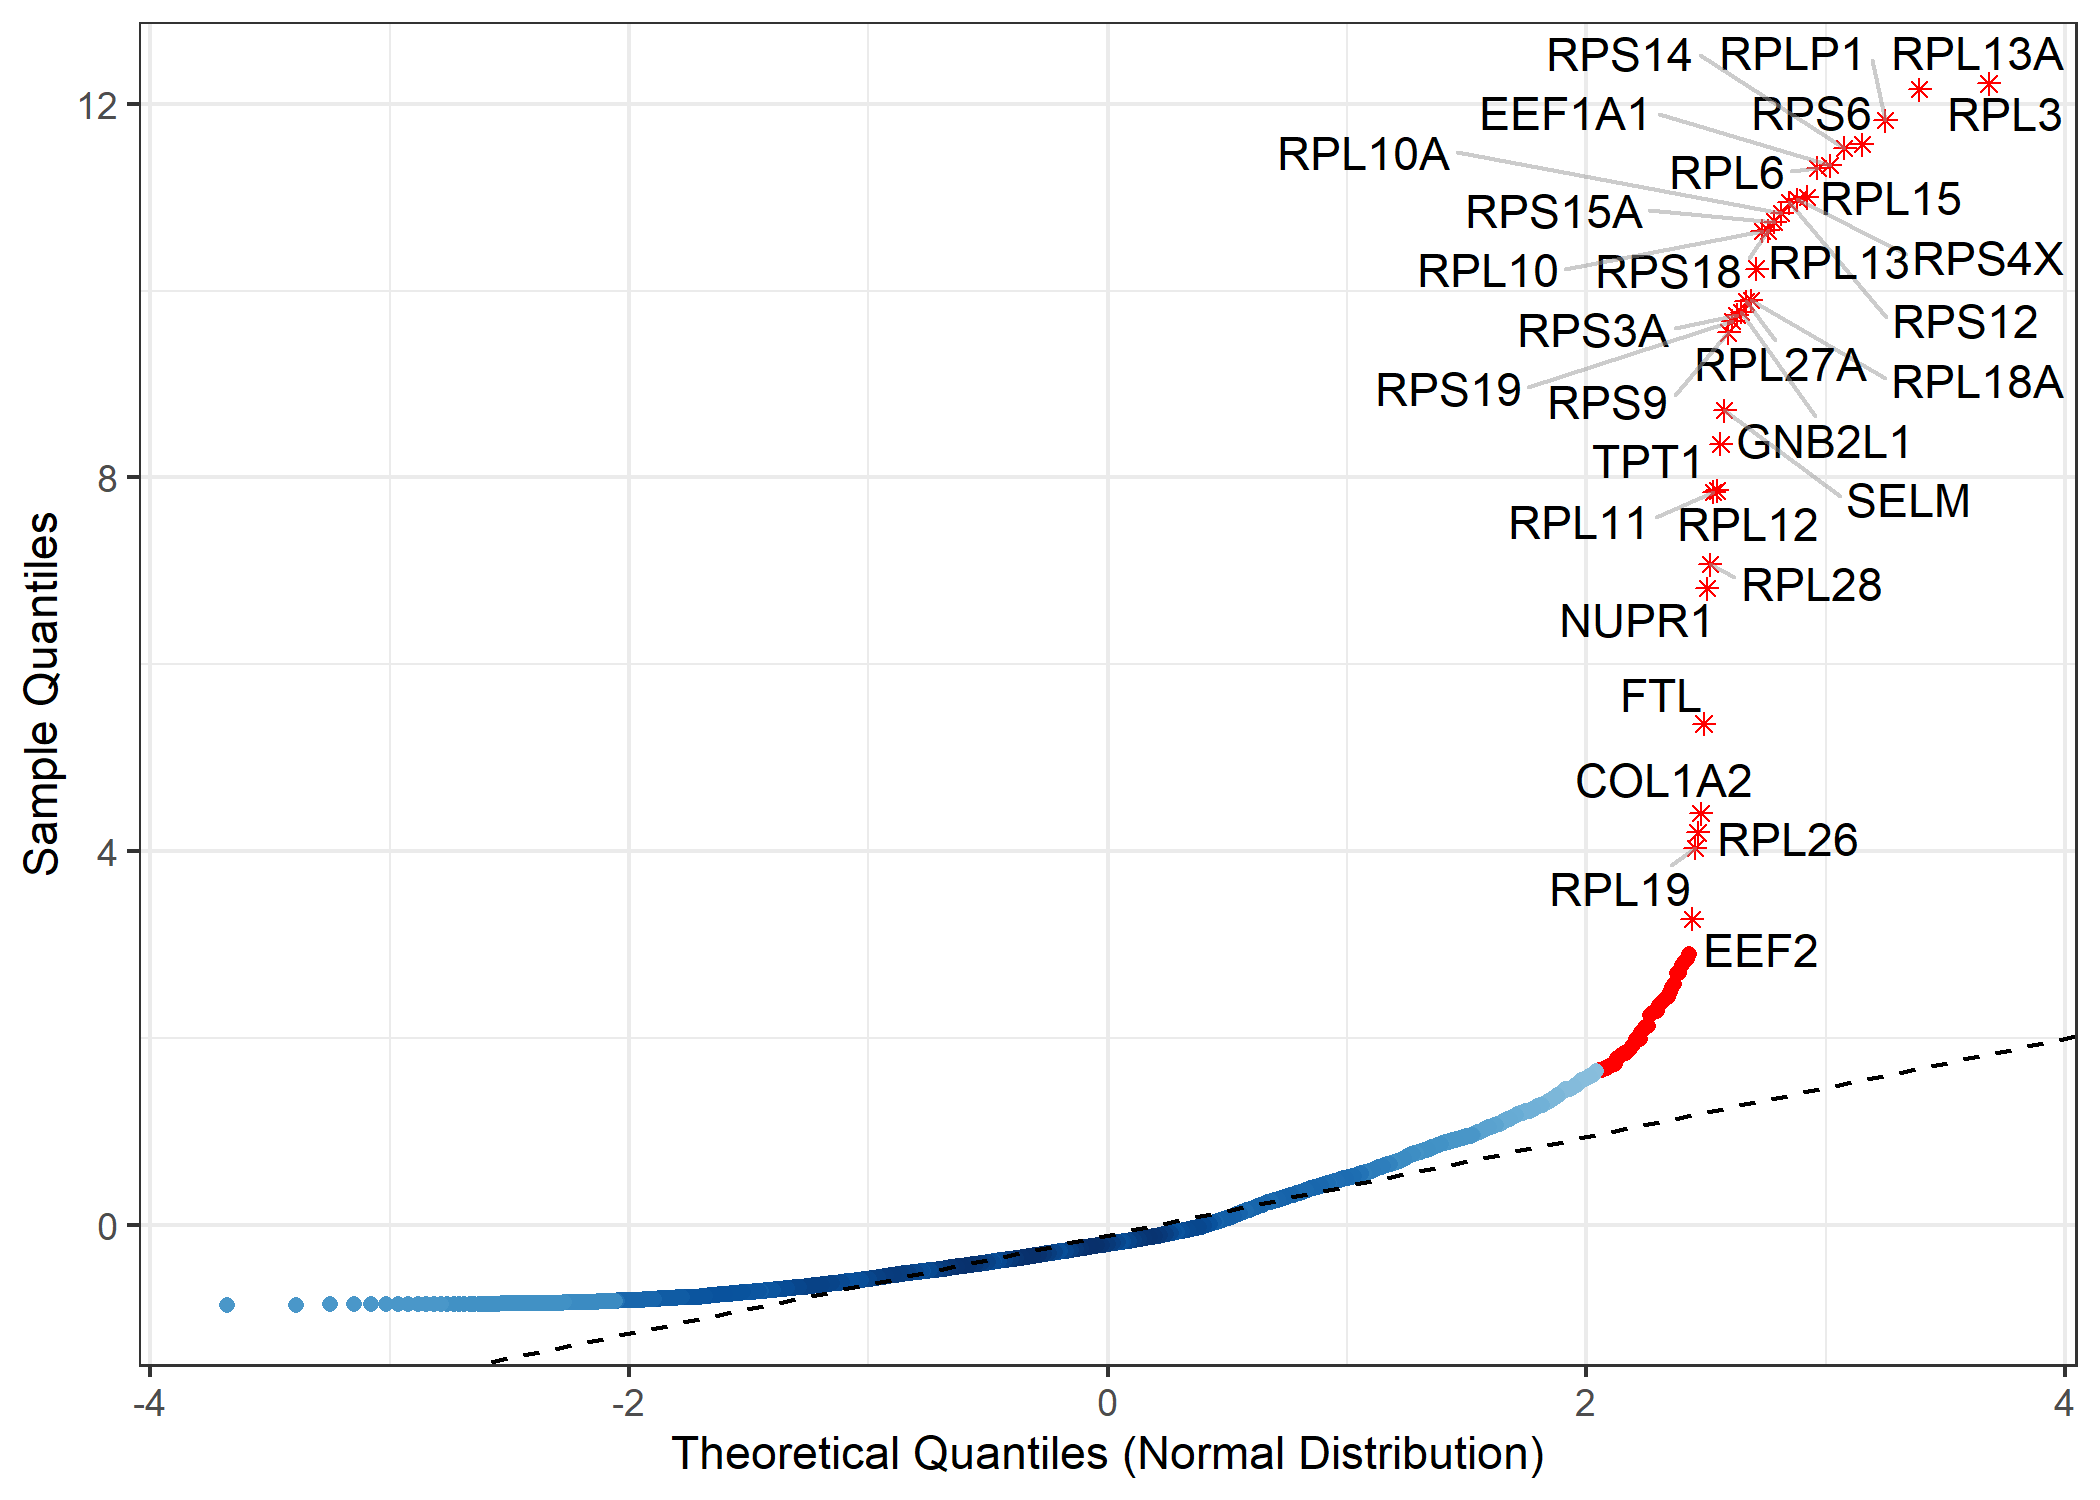 RPS14 RPLP1 RPL13A
12
EEF1A1 RPS6 RPL3
RPL10A RPL6
RPS15A RPL15
RPL10 RPS18 RPL13 RPS4X
RPS3A RPS12
RPS19 RPS9 RPL27A RPL18A
TPT1 GNB2L1
8
SELM
RPL11 RPL12
RPL28
NUPR1
FTL
COL1A2
4
RPL26
RPL19
EEF2
0
Sample Quantiles
-4 -2 0 2 4
Theoretical Quantiles (Normal Distribution)